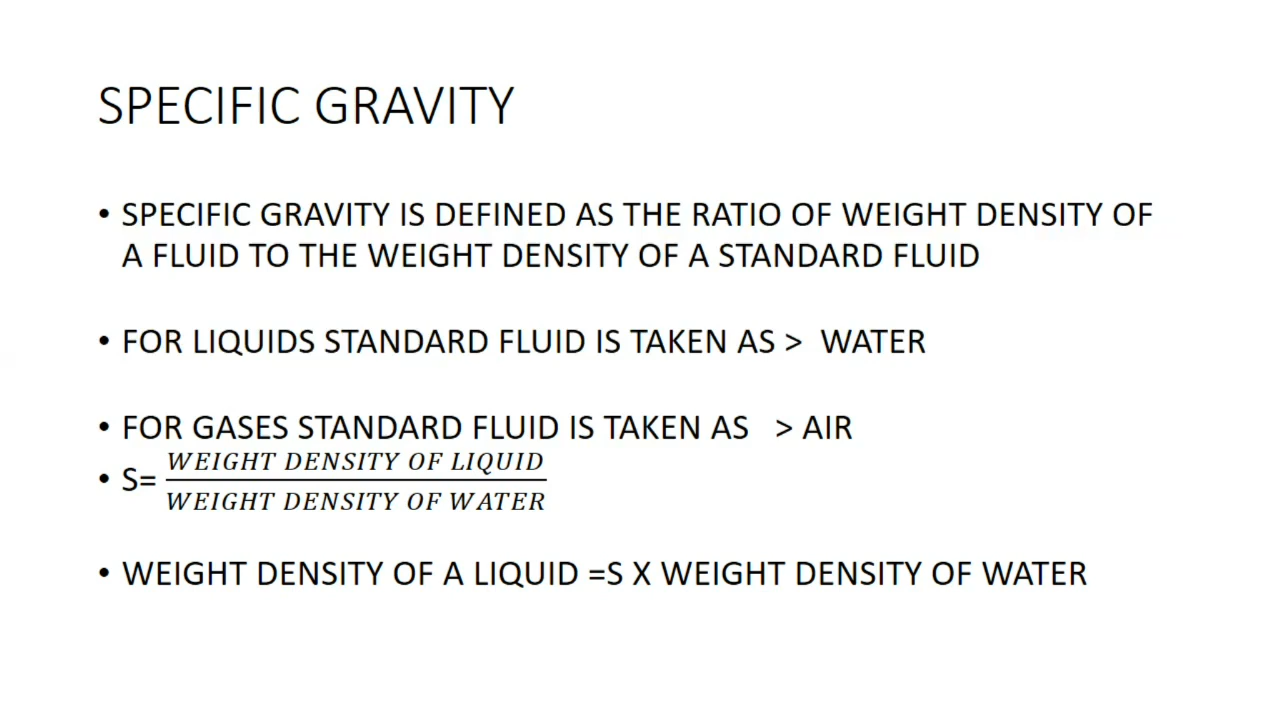 SPECIFIC GRAVITY
• SPECIFIC GRAVITY IS DEFINED AS THE RATIO OF WEIGHT DENSITY OF
A FLUID TO THE WEIGHT DENSITY OF A STANDARD FLUID
• FOR LIQUIDS STANDARD FLUID IS TAKEN AS > WATER
• FOR GASES STANDARD FLUID IS TAKEN AS > AIR
• S= WEIGHT DENSITY OF LIQUID
WEIGHT DENSITY OF WATER
• WEIGHT DENSITY OF A LIQUID =S X WEIGHT DENSITY OF WATER